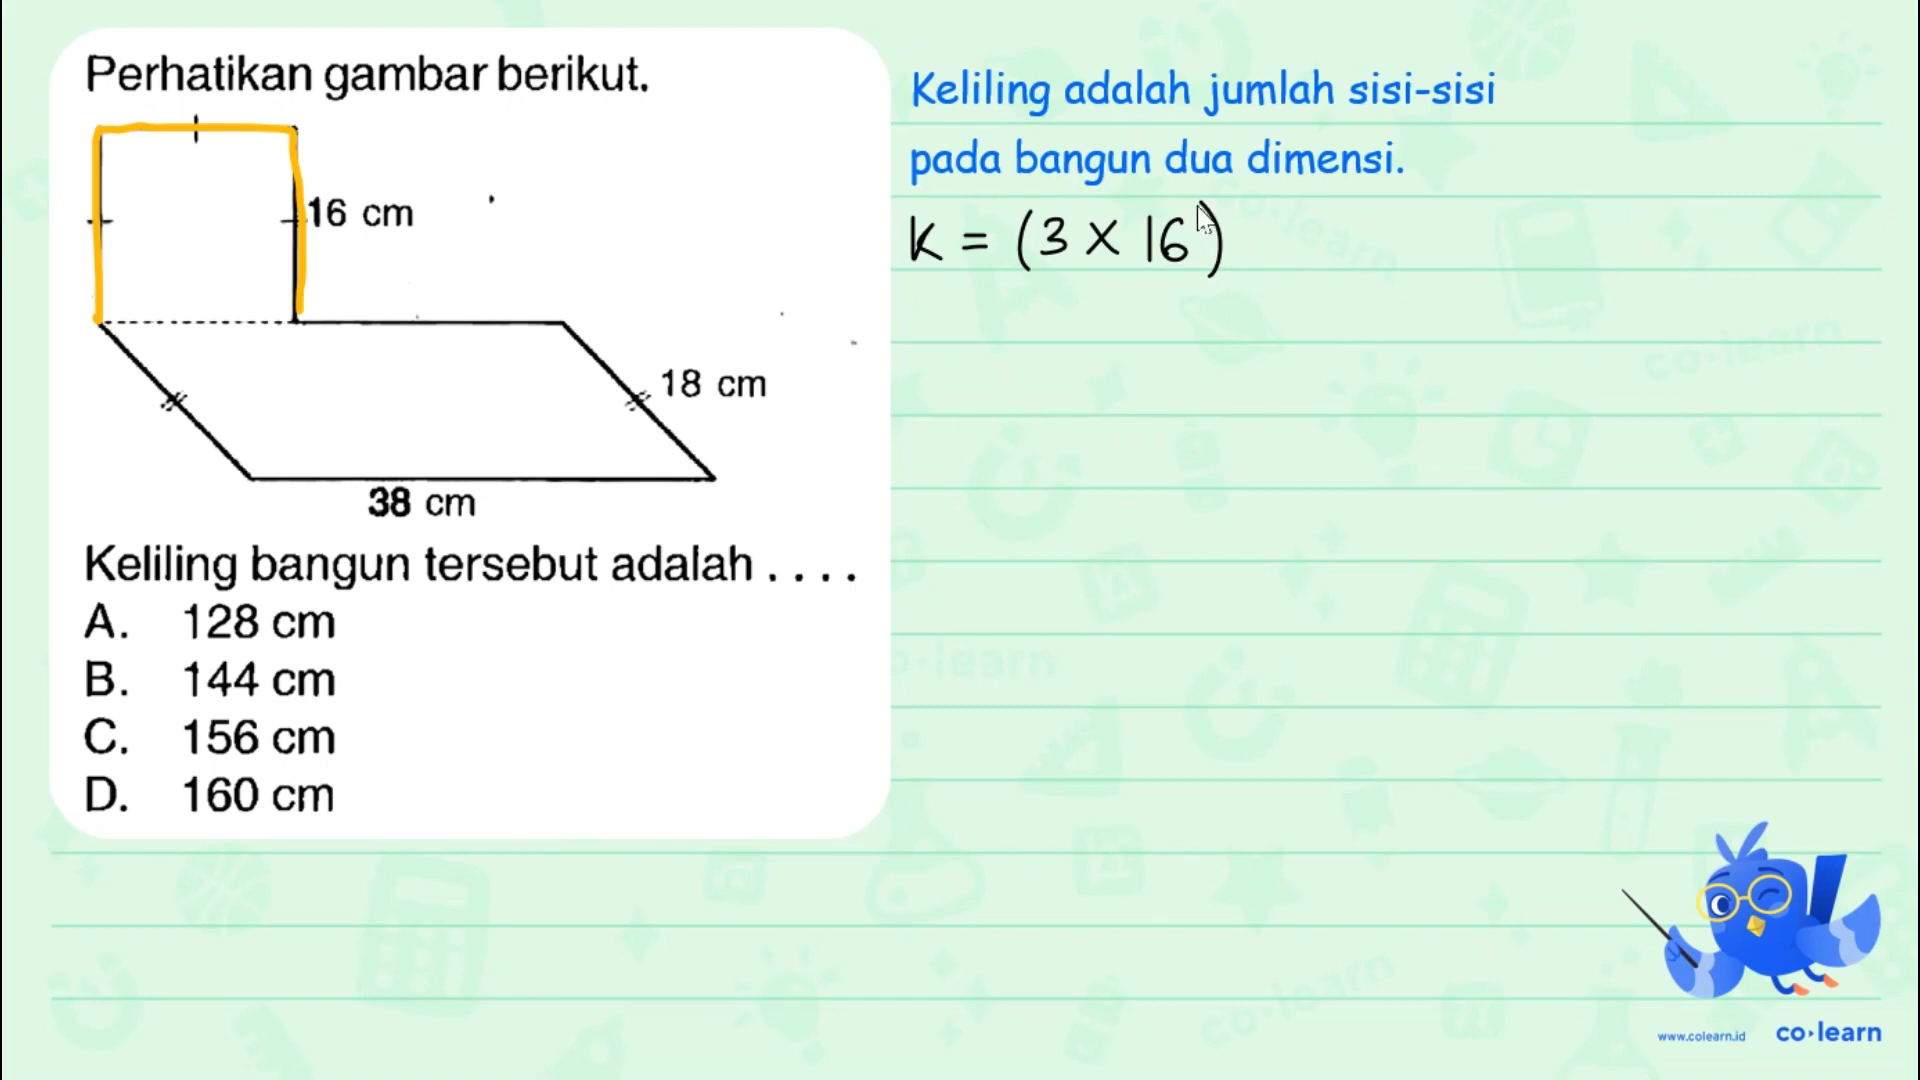 Perhatikan gambar berikut.
16 cm
18 cm
38 cm
Keliling bangun tersebut adalah . . . .
A. 128 cm
B. 144 cm
C. 156 cm
D. 160 cm
Keliling adalah jumlah sisi-sisi
pada bangun dua dimensi.
K = (3 × 16)
www.colearn.id
co·learn